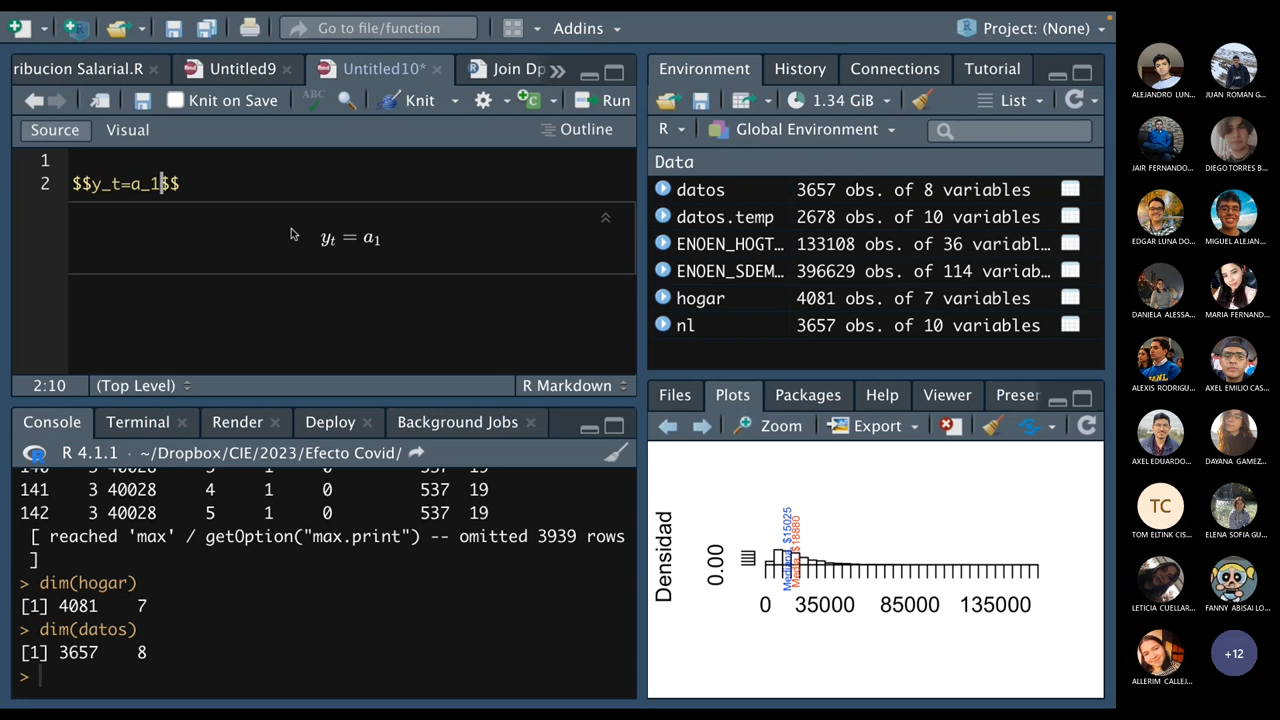 Go to file/function
Addins
Project: (None)
ribucion Salarial.R
Untitled9
Untitled10*
Join Dp
Knit on Save
ABC
Knit
Run
Source
Visual
Outline
1
2 $$y_t=a_1$$
yt = a1
2:10
(Top Level)
R Markdown
Console
Terminal
Render
Deploy
Background Jobs
R 4.1.1 · ~/Dropbox/CIE/2023/Efecto Covid/
141 3 40028 4 1 0 537 19
142 3 40028 5 1 0 537 19
[ reached 'max' / getOption("max.print") -- omitted 3939 rows
]
> dim(hogar)
[1] 4081 7
> dim(datos)
[1] 3657 8
>
Environment
History
Connections
Tutorial
1.34 GiB
List
R
Global Environment
Data
datos 3657 obs. of 8 variables
datos.temp 2678 obs. of 10 variables
ENOEN_HOGT… 133108 obs. of 36 variabl…
ENOEN_SDEM… 396629 obs. of 114 variab…
hogar 4081 obs. of 7 variables
nl 3657 obs. of 10 variables
Files
Plots
Packages
Help
Viewer
Preser
Zoom
Export
Densidad
0.00
Mediana, $15025
Media, $18880
0 35000 85000 135000
ALEJANDRO LUN...
JUAN ROMAN G...
JAIR FERNANDO...
DIEGO TORRES B...
EDGAR LUNA DO...
MIGUEL ALEJAN...
DANIELA ALESSA...
MARIA FERNAND...
ALEXIS RODRIGU...
AXEL EMILIO CAS...
AXEL EDUARDO...
DAYANA GAMEZ...
TC
TOM ELTINK CIS...
ELENA SOFIA GU...
LETICIA CUELLAR...
FANNY ABISAI LO...
ALLERIM CALLEJ...
+12